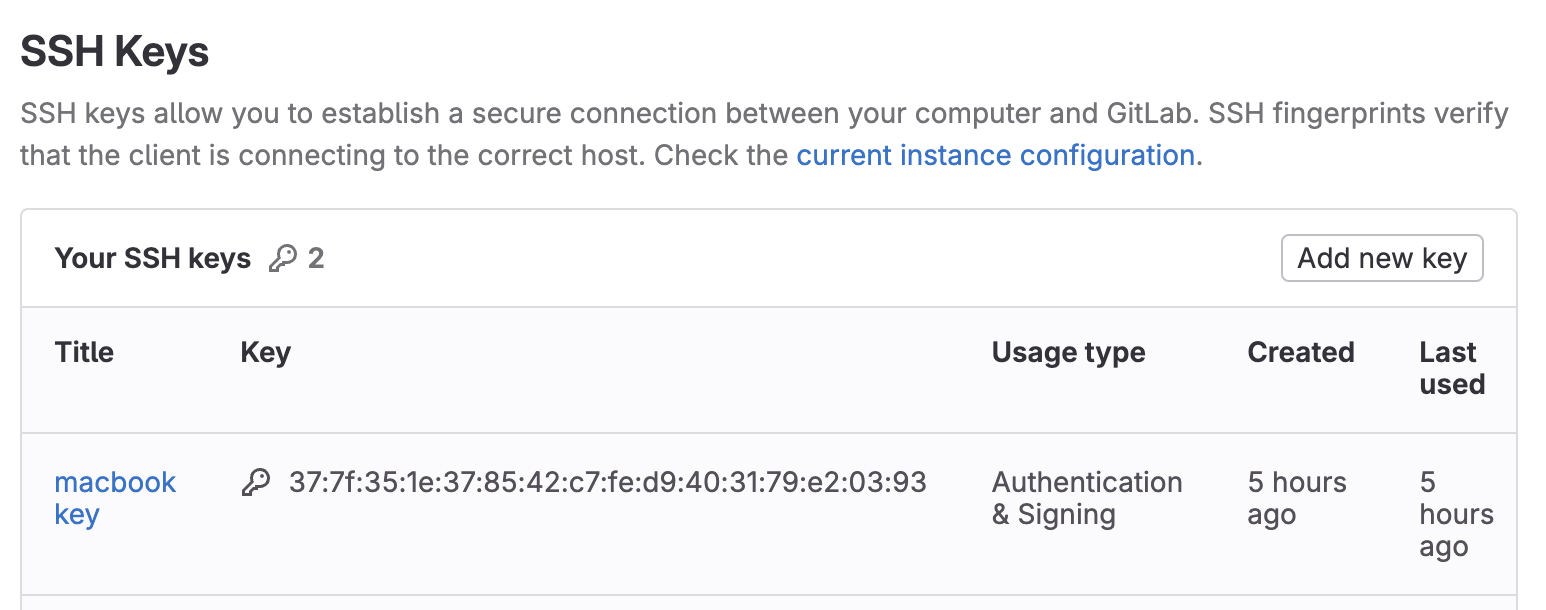 SSH Keys
SSH keys allow you to establish a secure connection between your computer and GitLab. SSH fingerprints verify
that the client is connecting to the correct host. Check the current instance configuration.
Your SSH keys 2
Add new key
Title Key Usage type Created Last
used
macbook 37:7f:35:1e:37:85:42:c7:fe:d9:40:31:79:e2:03:93 Authentication 5 hours 5
key & Signing ago hours
ago